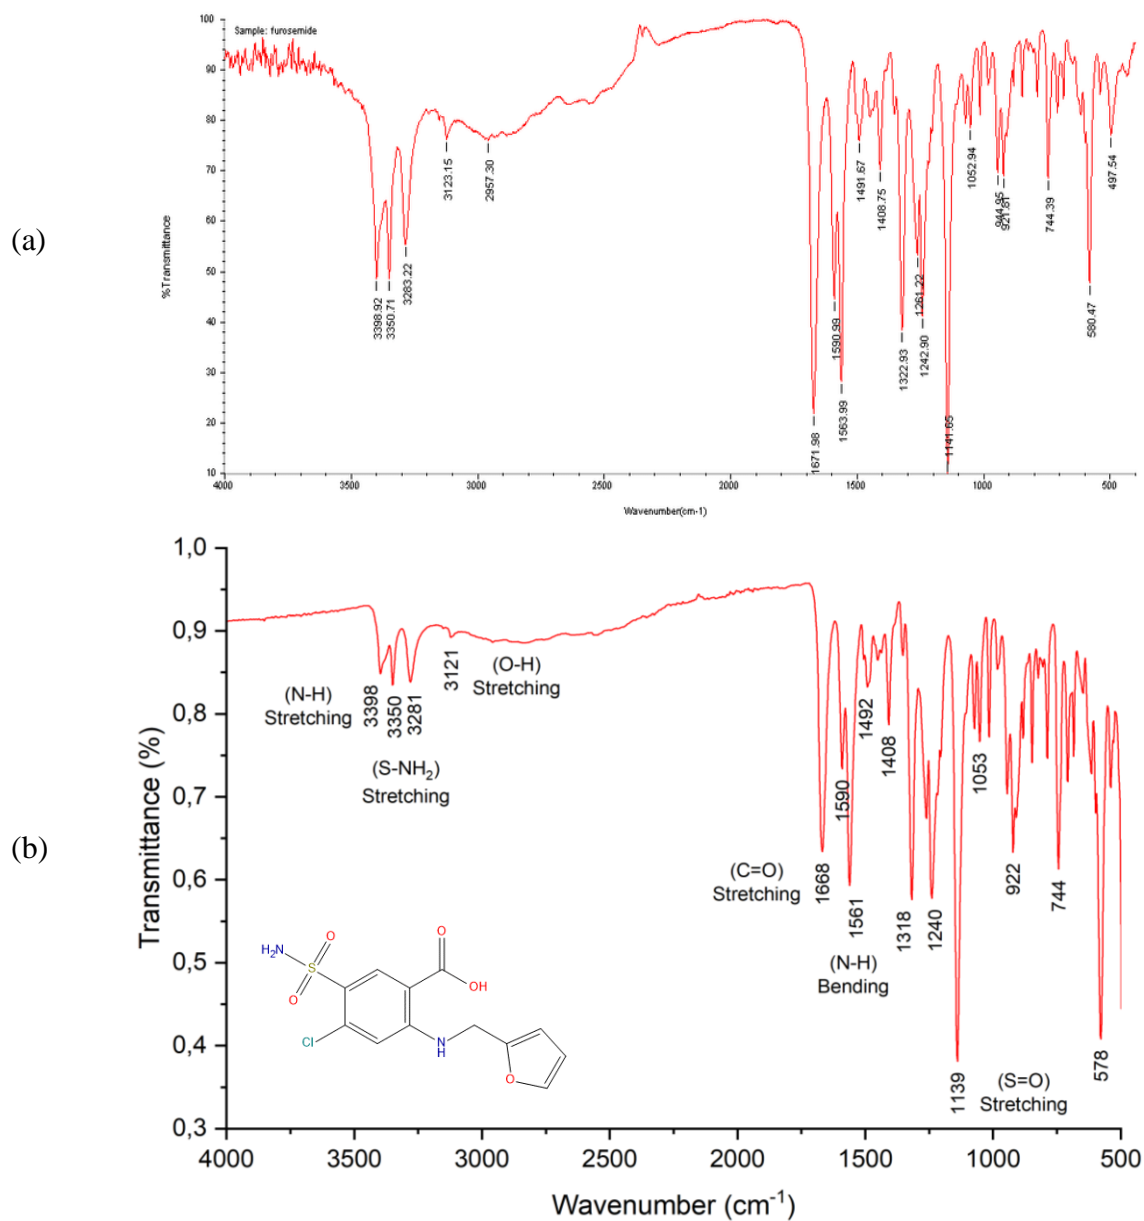 (a)
Sample: furosemide
%Transmittance
100
90
80
70
60
50
40
30
20
10
3398.92
3350.71
3283.22
3123.15
2957.30
1671.98
1590.99
1563.99
1491.67
1408.75
1322.93
1261.22
1242.90
1141.65
1052.94
944.95
921.81
744.39
580.47
497.54
4000 3500 3000 2500 2000 1500 1000 500
Wavenumber(cm-1)
(b)
Transmittance (%)
1,0
0,9
0,8
0,7
0,6
0,5
0,4
0,3
(N-H)
Stretching
3398
3350
3281
(S-NH2)
Stretching
3121
(O-H)
Stretching
(C=O)
Stretching
1668
1590
1561
(N-H)
Bending
1492
1408
1318
1240
1139
1053
(S=O)
Stretching
922
744
578
H2N
O
S
O
Cl
O
OH
N
H
O
4000 3500 3000 2500 2000 1500 1000 500
Wavenumber (cm-1)